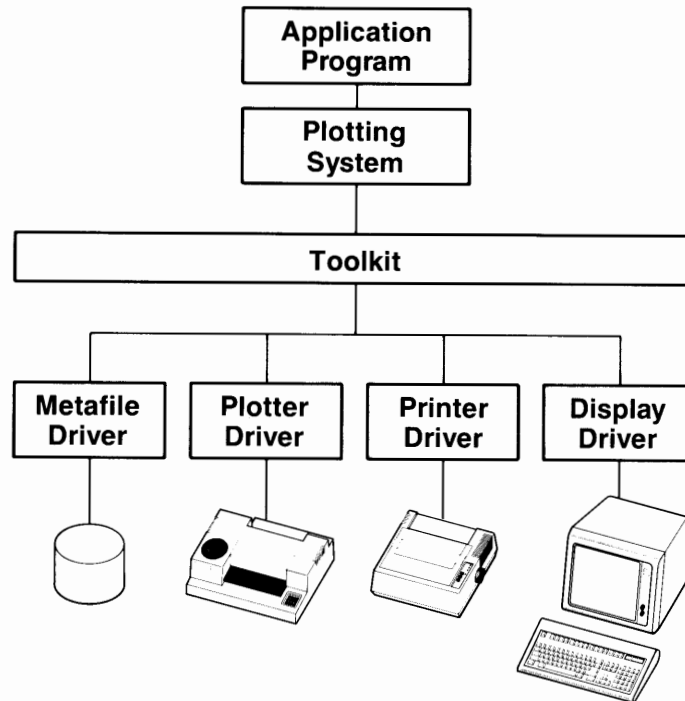 Application
Program
Plotting
System
Toolkit
Metafile
Driver
Plotter
Driver
Printer
Driver
Display
Driver